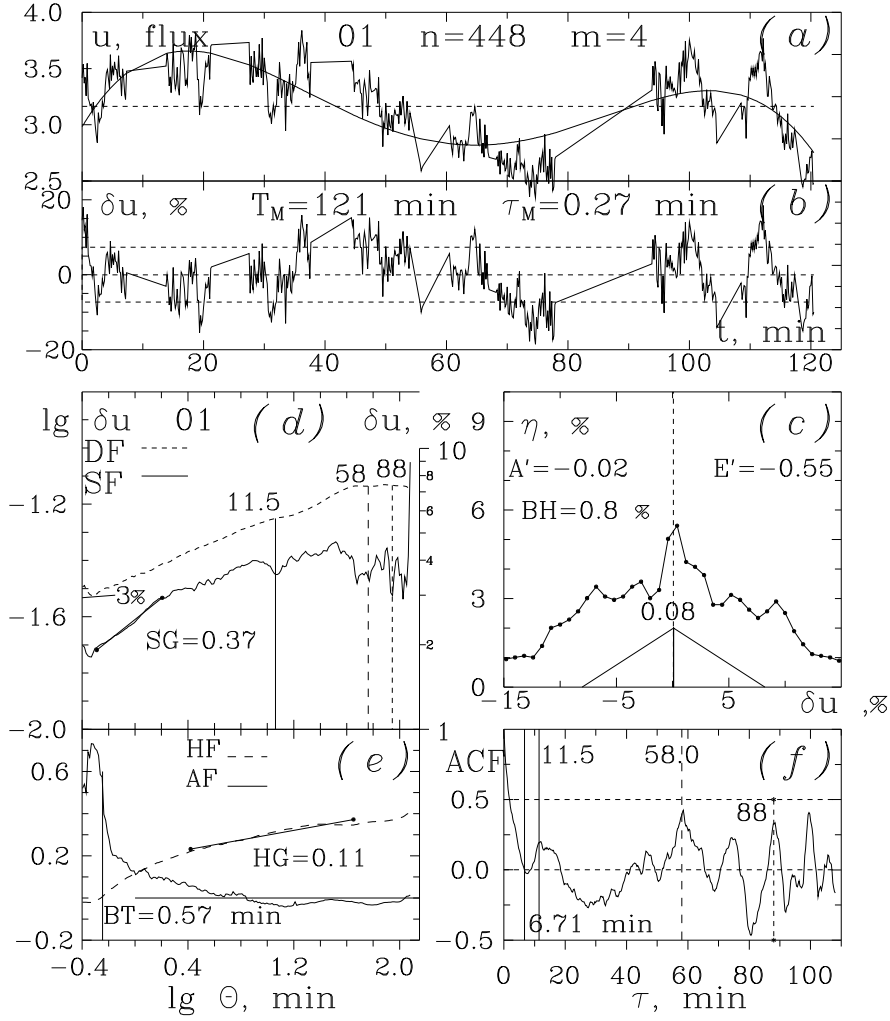 4.0
u, flux 01 n=448 m=4 (a)
3.5
3.0
2.5
20
δu, % T_M=121 min τ_M=0.27 min (b)
0
t, min
−20
0 20 40 60 80 100 120
lg δu 01 (d) δu, %
DF
SF
10
8
6
4
3
2
1
−1.2
−1.4
−1.6
−2.0
11.5 58 88
3%
SG=0.37
9
6
3
0
η, % (c)
A'=−0.02 E'=−0.55
BH=0.8 %
0.08
−15 −5 5 δu ,%
HF
AF
(e)
0.6
0.2
−0.2
HG=0.11
BT=0.57 min
−0.4 0.4 1.2 2.0
lg Θ, min
ACF 11.5 58.0 (f)
0.5
88
0.0
6.71 min
−0.5
0 20 40 60 80 100
τ, min